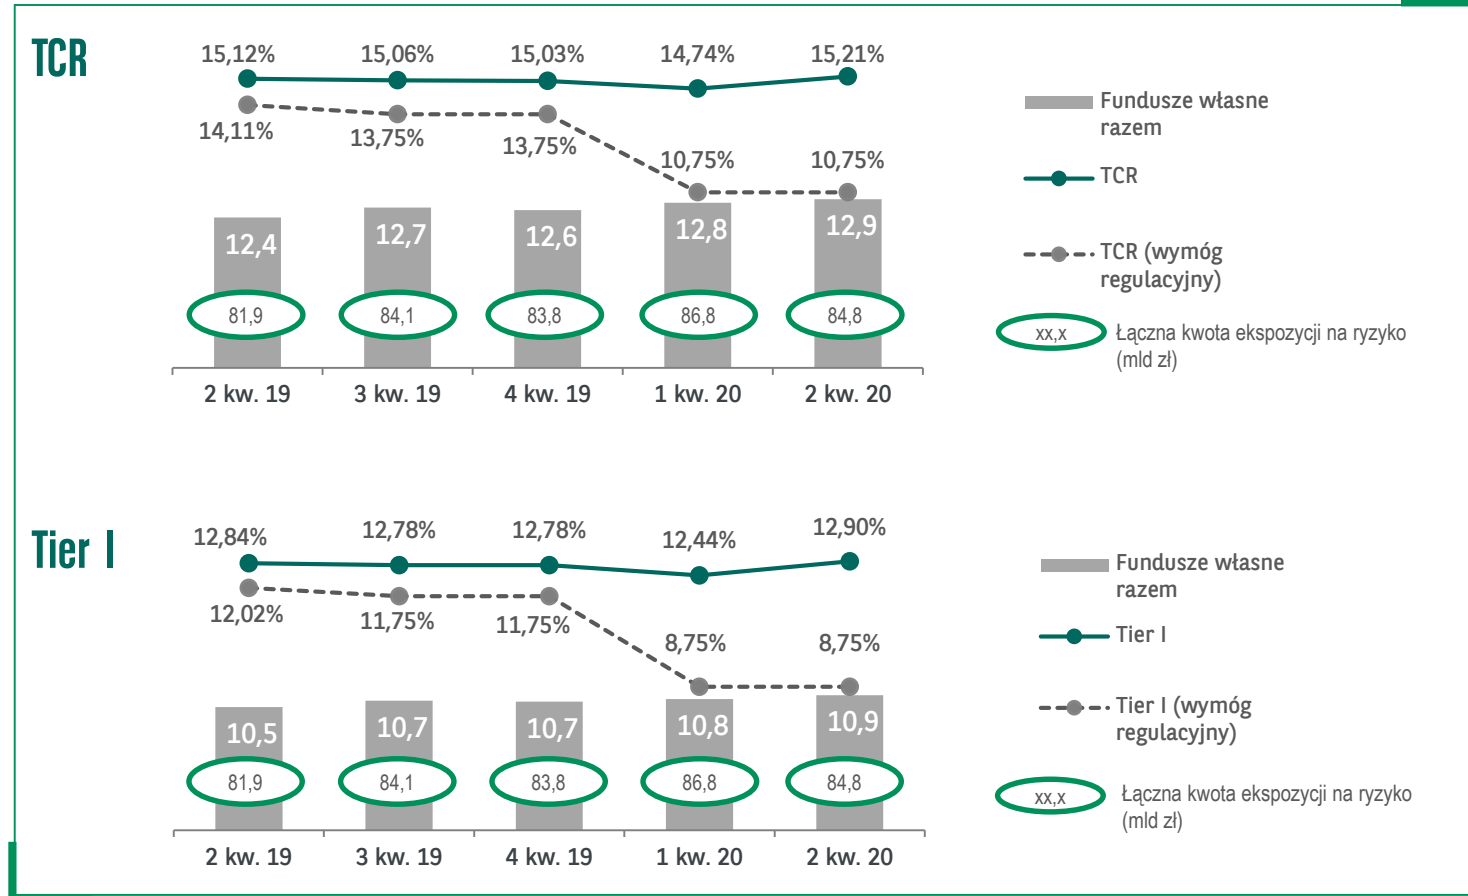 TCR
15,12%
15,06%
15,03%
14,74%
15,21%
14,11%
13,75%
13,75%
10,75%
10,75%
12,4
12,7
12,6
12,8
12,9
81,9
84,1
83,8
86,8
84,8
2 kw. 19
3 kw. 19
4 kw. 19
1 kw. 20
2 kw. 20
Fundusze własne
razem
TCR
TCR (wymóg
regulacyjny)
xx,x
Łączna kwota ekspozycji na ryzyko
(mld zł)
Tier I
12,84%
12,78%
12,78%
12,44%
12,90%
12,02%
11,75%
11,75%
8,75%
8,75%
10,5
10,7
10,7
10,8
10,9
81,9
84,1
83,8
86,8
84,8
2 kw. 19
3 kw. 19
4 kw. 19
1 kw. 20
2 kw. 20
Fundusze własne
razem
Tier I
Tier I (wymóg
regulacyjny)
xx,x
Łączna kwota ekspozycji na ryzyko
(mld zł)